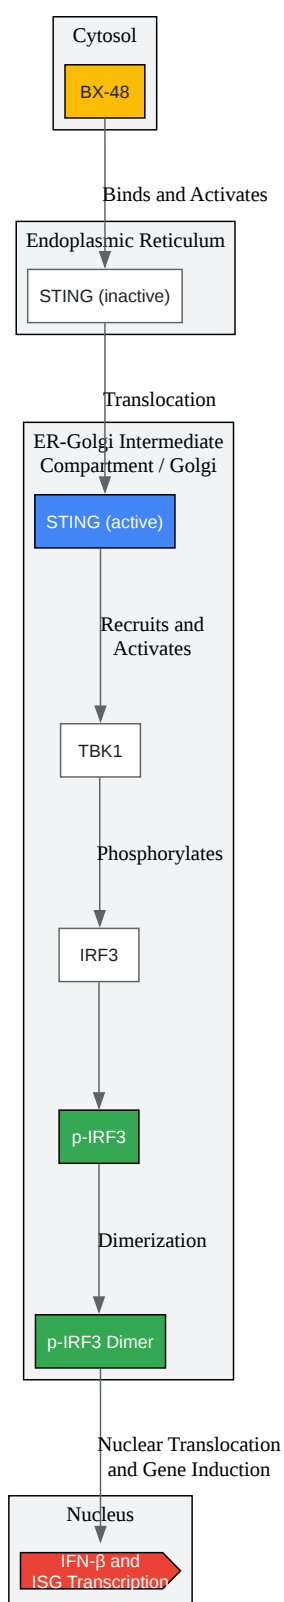 Cytosol
BX-48
Binds and Activates
Endoplasmic Reticulum
STING (inactive)
Translocation
ER-Golgi Intermediate
Compartment / Golgi
STING (active)
Recruits and
Activates
TBK1
Phosphorylates
IRF3
p-IRF3
Dimerization
p-IRF3 Dimer
Nuclear Translocation
and Gene Induction
Nucleus
IFN-β and
ISG Transcription